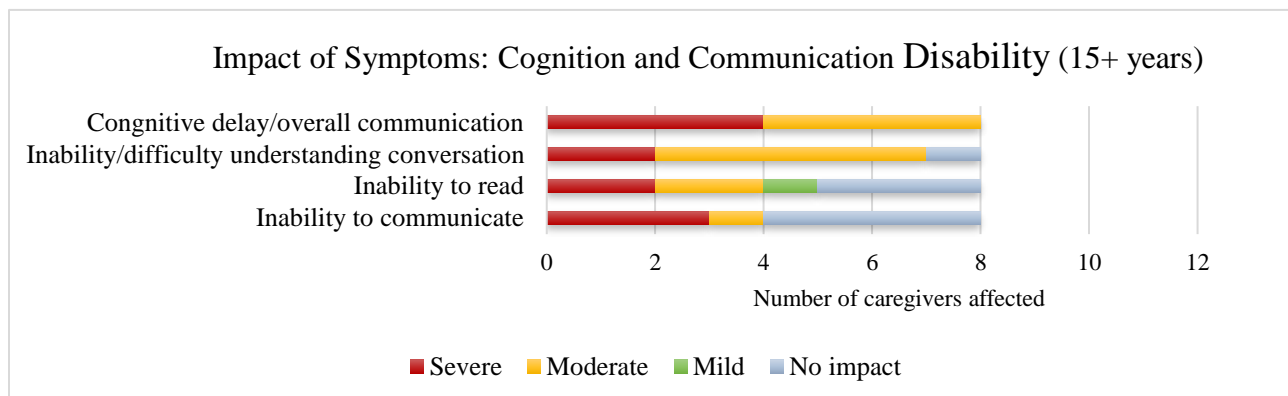 Impact of Symptoms: Cognition and Communication Disability (15+ years)
Congnitive delay/overall communication
Inability/difficulty understanding conversation
Inability to read
Inability to communicate
0 2 4 6 8 10 12
Number of caregivers affected
Severe Moderate Mild No impact